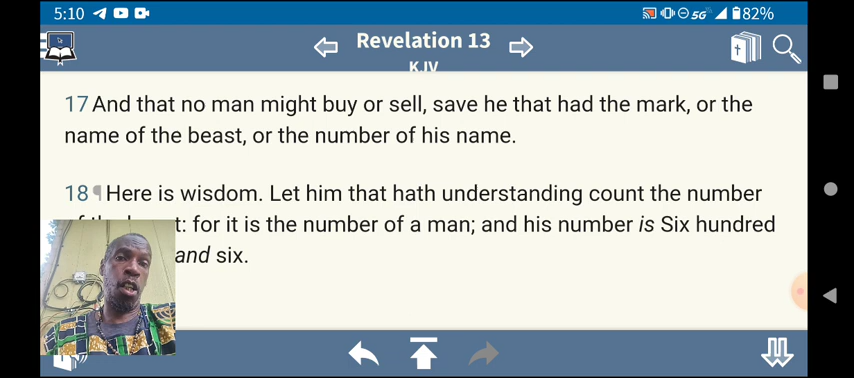 5:10 5G 82%
Revelation 13
KJV
17 And that no man might buy or sell, save he that had the mark, or the
name of the beast, or the number of his name.
18 ¶ Here is wisdom. Let him that hath understanding count the number
t: for it is the number of a man; and his number is Six hundred
and six.